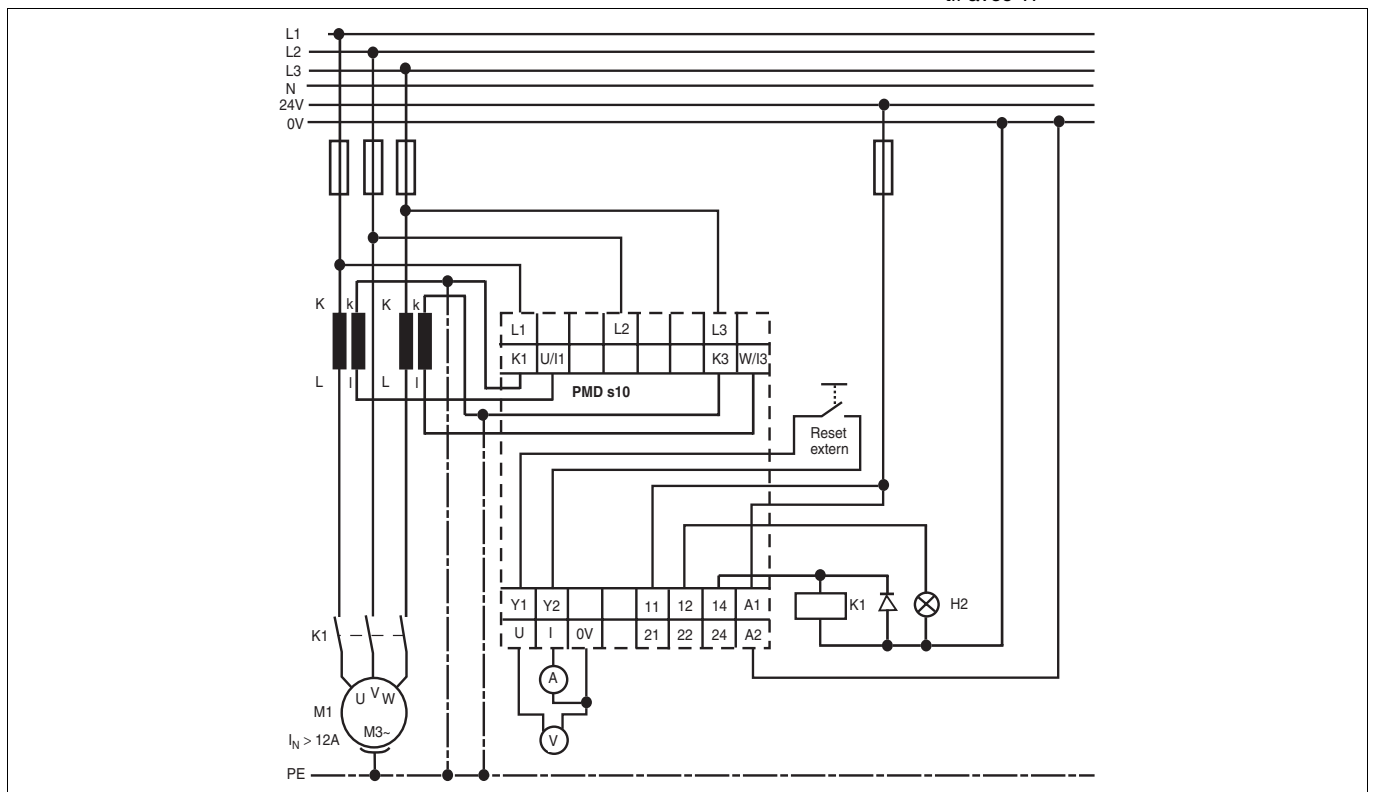 L1
L2
L3
N
24V
0V
K k K k
L l L l
L1 L2 L3
K1 U/I1 K3 W/I3
PMD s10
Reset
extern
Y1 Y2 11 12 14 A1
U I 0V 21 22 24 A2
K1 H2
K1
A
V
U V W
M1
M3~
I_N > 12A
PE